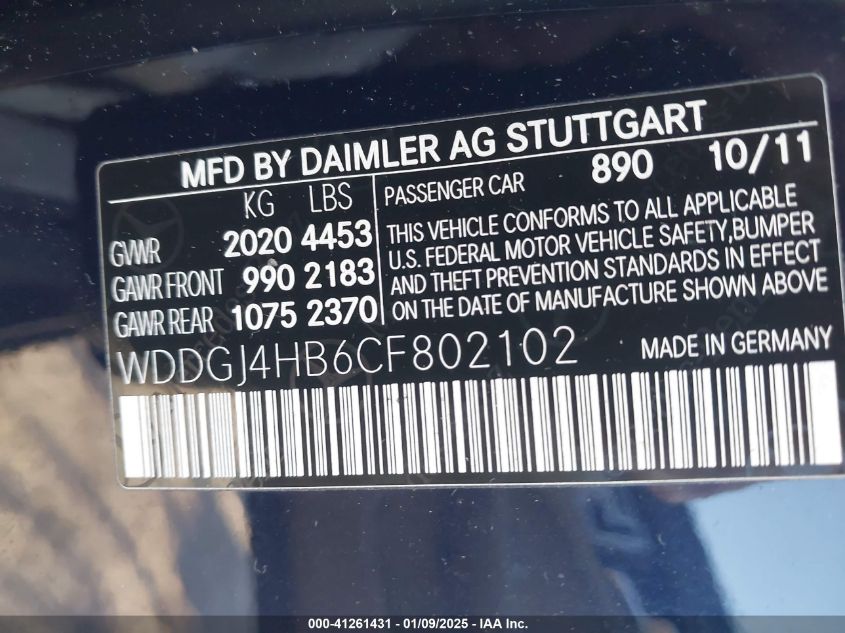 MFD BY DAIMLER AG STUTTGART
890 10/11
KG LBS
GVWR 2020 4453
GAWR FRONT 990 2183
GAWR REAR 1075 2370
PASSENGER CAR
THIS VEHICLE CONFORMS TO ALL APPLICABLE
U.S. FEDERAL MOTOR VEHICLE SAFETY,BUMPER
AND THEFT PREVENTION STANDARDS IN EFFECT
ON THE DATE OF MANUFACTURE SHOWN ABOVE
WDDGJ4HB6CF802102
MADE IN GERMANY
000-41261431 - 01/09/2025 - IAA Inc.